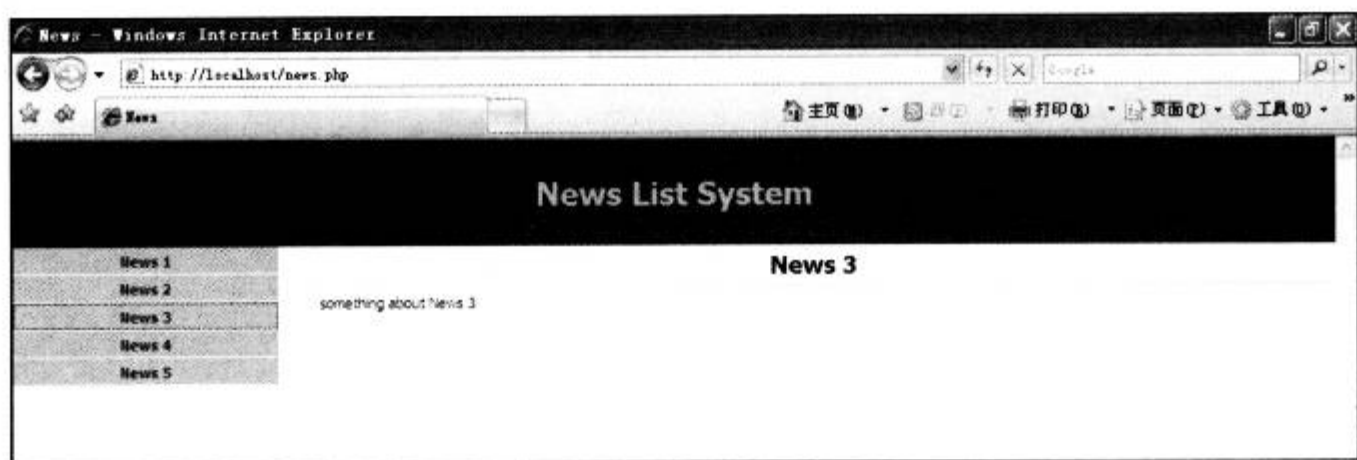 News - Windows Internet Explorer
http://localhost/news.php
Google
News
主页(M) 打印(R) 页面(P) 工具(O)
News List System
News 1
News 2
News 3
News 4
News 5
News 3
something about News 3